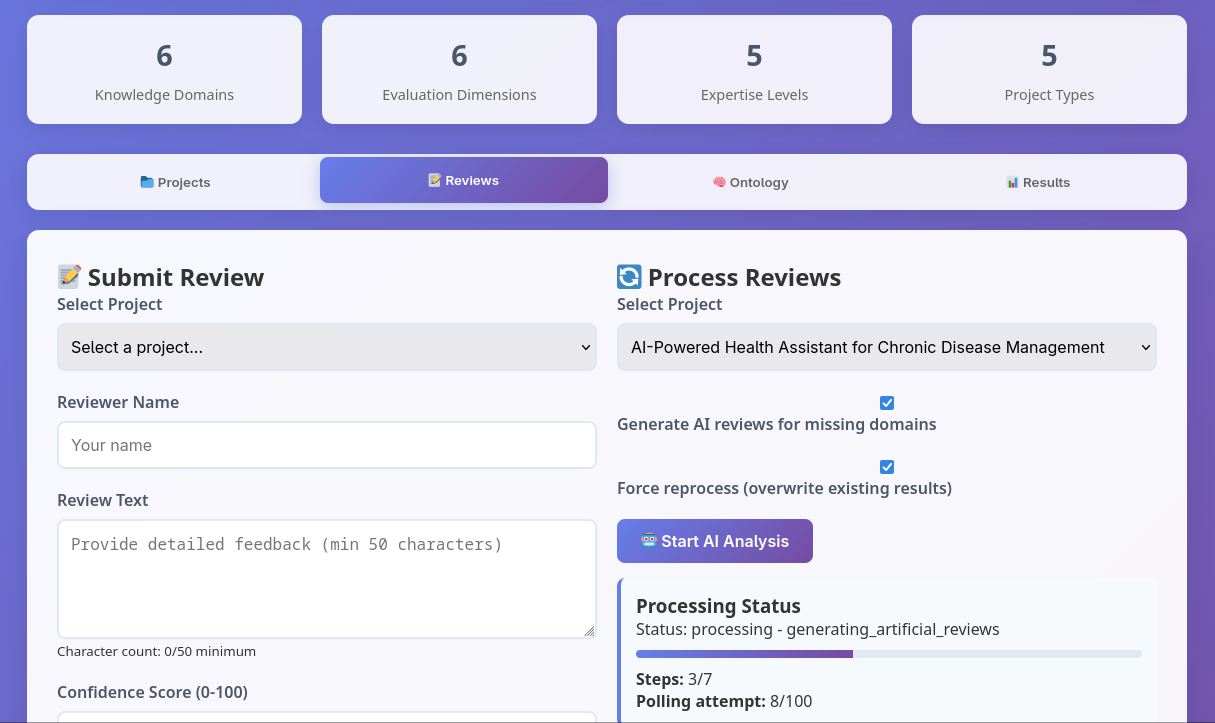 6
Knowledge Domains
6
Evaluation Dimensions
5
Expertise Levels
5
Project Types
Projects
Reviews
Ontology
Results
Submit Review
Select Project
Select a project...
Reviewer Name
Your name
Review Text
Provide detailed feedback (min 50 characters)
Character count: 0/50 minimum
Confidence Score (0-100)
Process Reviews
Select Project
AI-Powered Health Assistant for Chronic Disease Management
Generate AI reviews for missing domains
Force reprocess (overwrite existing results)
Start AI Analysis
Processing Status
Status: processing - generating_artificial_reviews
Steps: 3/7
Polling attempt: 8/100